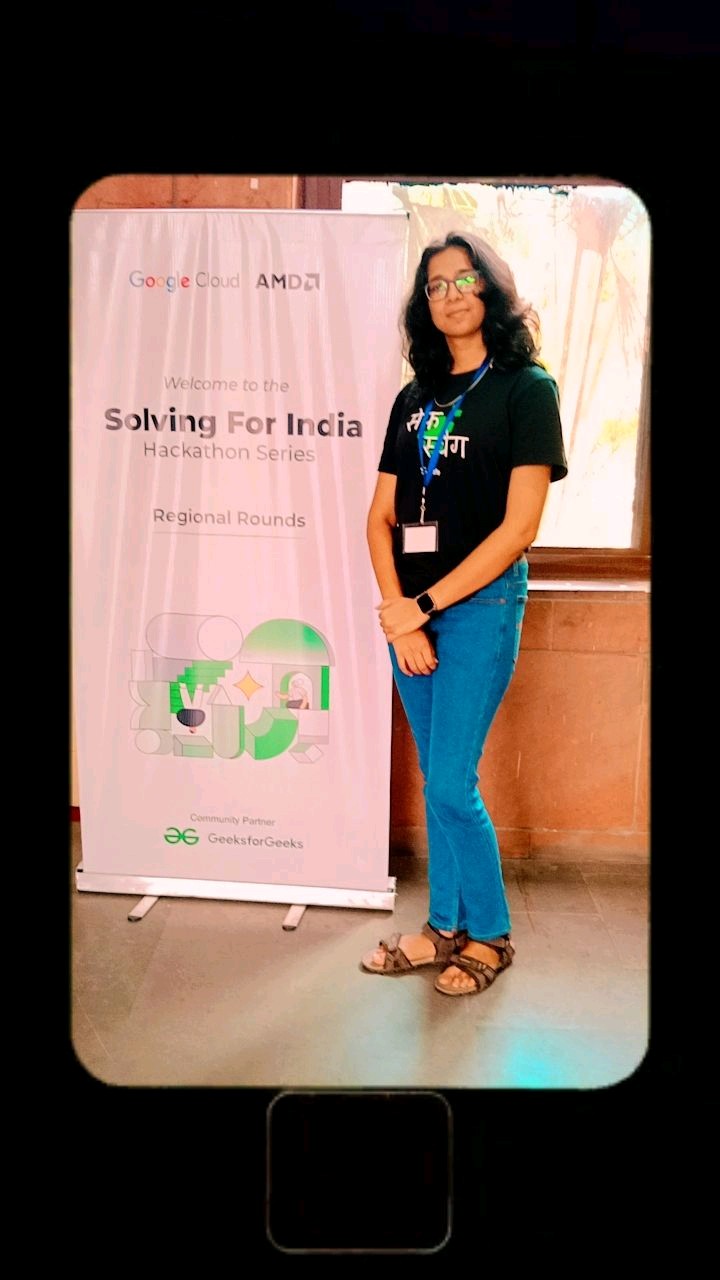 Google Cloud AMD
Welcome to the
Solving For India
Hackathon Series
Regional Rounds
Community Partner
GeeksforGeeks